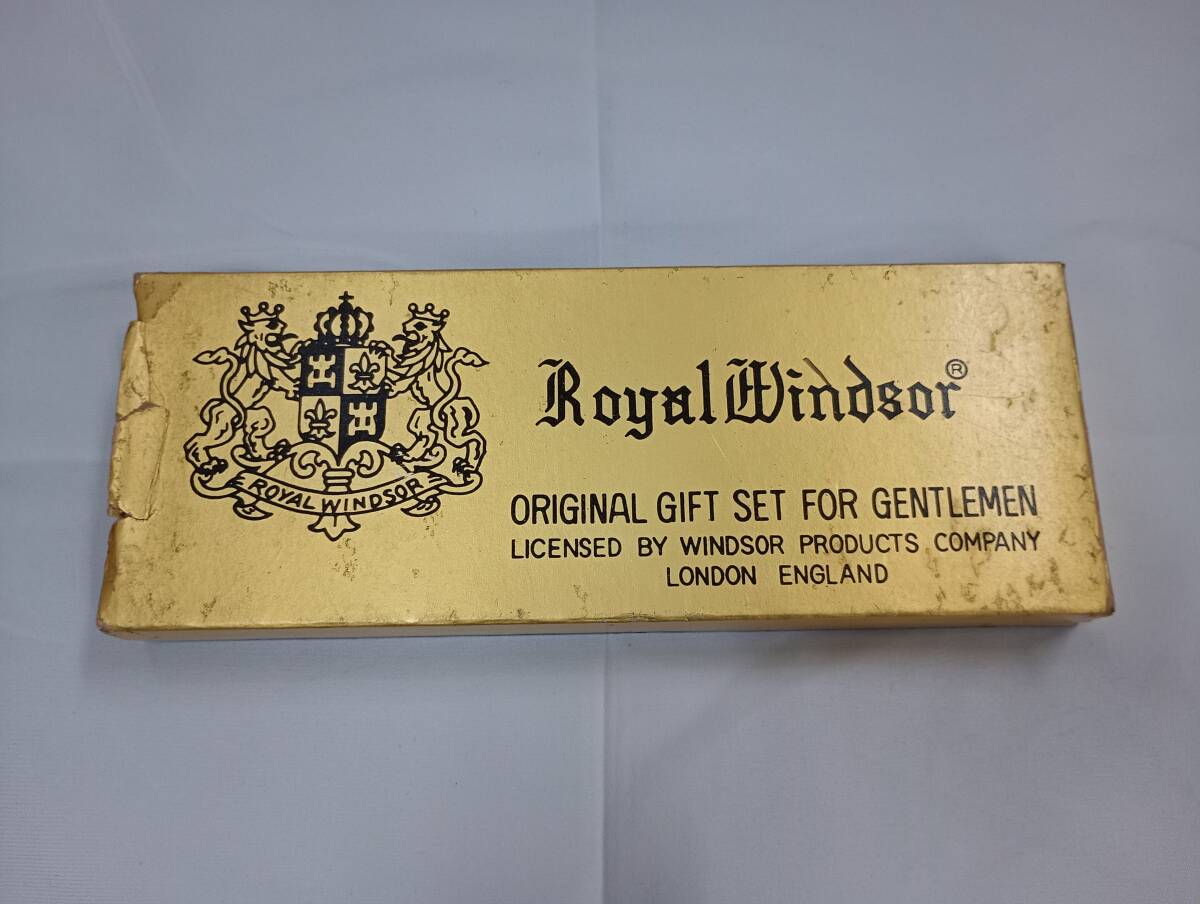 ROYAL WINDSOR
Royal Windsor®
ORIGINAL GIFT SET FOR GENTLEMEN
LICENSED BY WINDSOR PRODUCTS COMPANY
LONDON ENGLAND